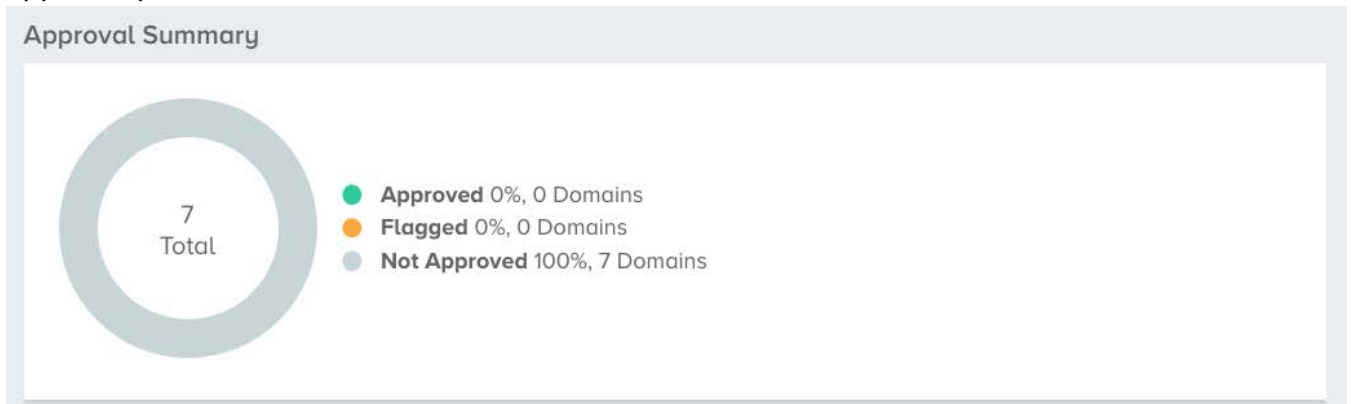 Approval Summary
7
Total
Approved 0%, 0 Domains
Flagged 0%, 0 Domains
Not Approved 100%, 7 Domains